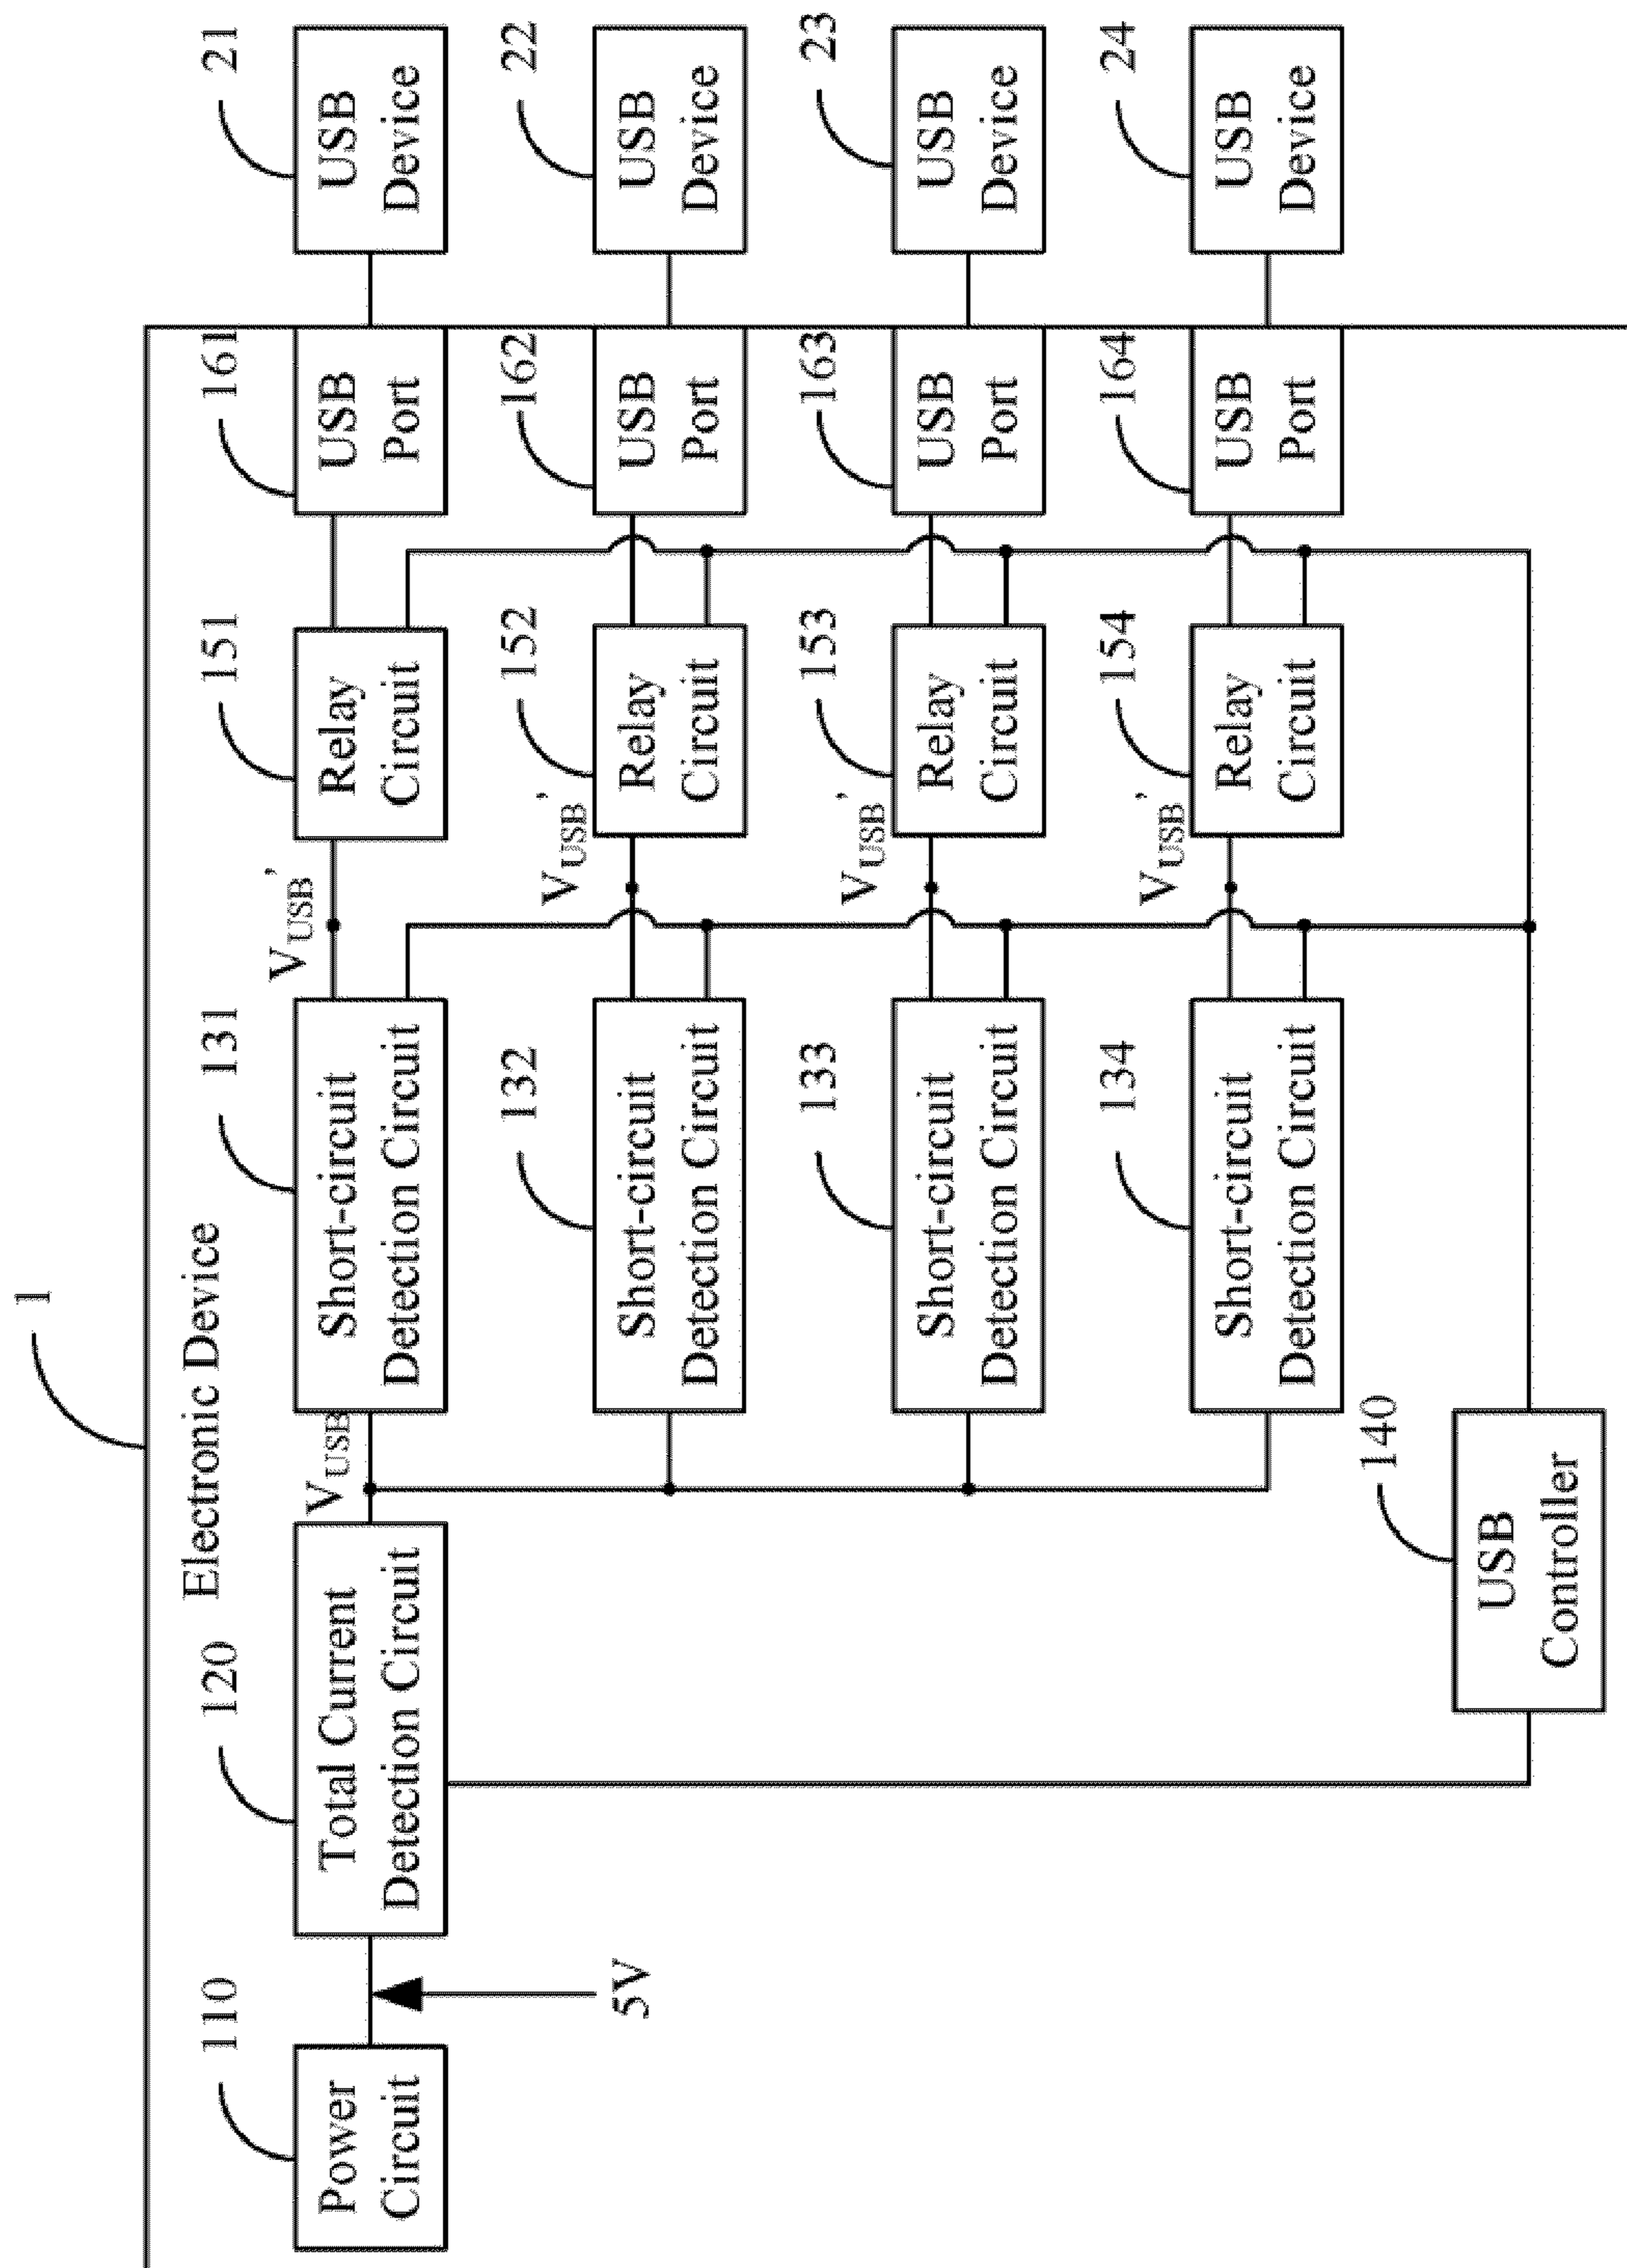 1
Electronic Device
110
Power
Circuit
5V
120
Total Current
Detection Circuit
VUSB
131
Short-circuit
Detection Circuit
VUSB'
151
Relay
Circuit
161
USB
Port
21
USB
Device
132
Short-circuit
Detection Circuit
VUSB'
152
Relay
Circuit
162
USB
Port
22
USB
Device
133
Short-circuit
Detection Circuit
VUSB'
153
Relay
Circuit
163
USB
Port
23
USB
Device
134
Short-circuit
Detection Circuit
VUSB'
154
Relay
Circuit
164
USB
Port
24
USB
Device
140
USB
Controller